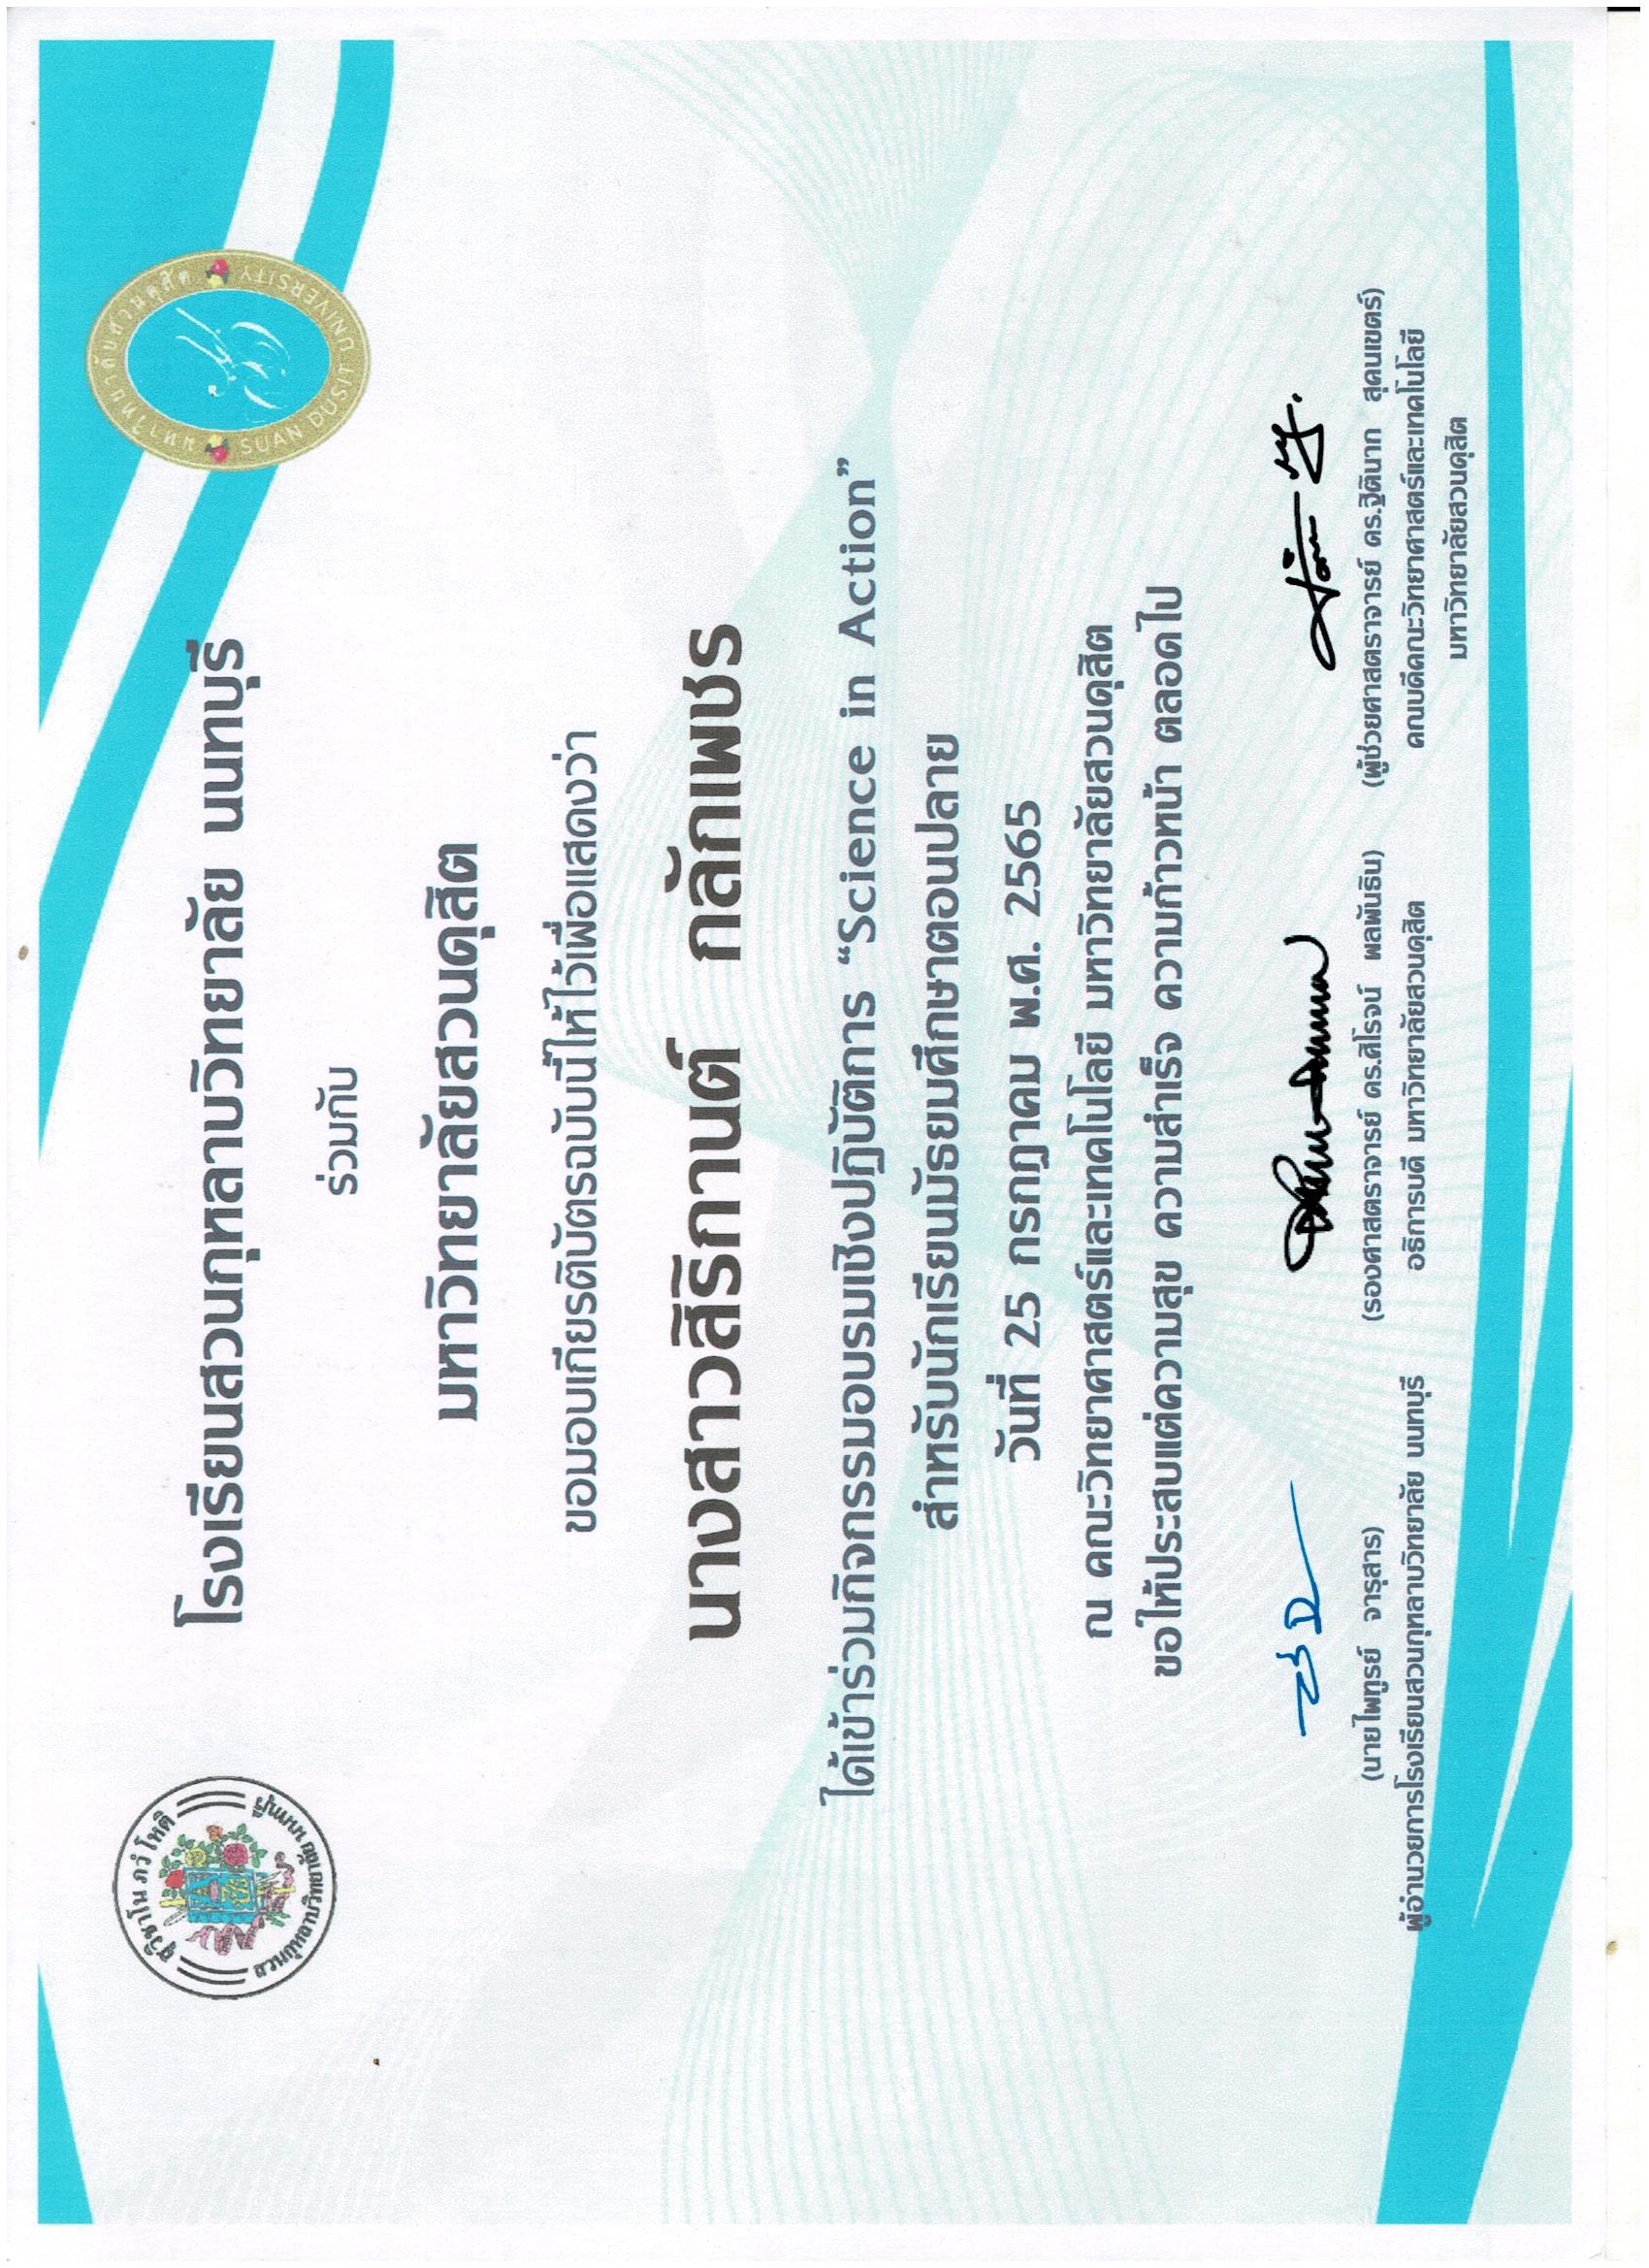 สุวิชาโน ภวํ โหติ
สวนกุหลาบวิทยาลัย นนทบุรี
มหาวิทยาลัยสวนดุสิต
SUAN DUSIT UNIVERSITY
โรงเรียนสวนกุหลาบวิทยาลัย นนทบุรี
ร่วมกับ
มหาวิทยาลัยสวนดุสิต
ขอมอบเกียรติบัตรฉบับนี้ให้ไว้เพื่อแสดงว่า
นางสาวสิริกานต์ กลักเพชร
ได้เข้าร่วมกิจกรรมอบรมเชิงปฏิบัติการ “Science in Action”
สำหรับนักเรียนมัธยมศึกษาตอนปลาย
วันที่ 25 กรกฎาคม พ.ศ. 2565
ณ คณะวิทยาศาสตร์และเทคโนโลยี มหาวิทยาลัยสวนดุสิต
ขอให้ประสบแต่ความสุข ความสำเร็จ ความก้าวหน้า ตลอดไป
(นายไพฑูรย์ จารุสาร)
ผู้อำนวยการโรงเรียนสวนกุหลาบวิทยาลัย นนทบุรี
(รองศาสตราจารย์ ดร.ศิโรจน์ ผลพันธิน)
อธิการบดี มหาวิทยาลัยสวนดุสิต
(ผู้ช่วยศาสตราจารย์ ดร.ฐิตินาถ สุคนเขตร์)
คณบดีคณะวิทยาศาสตร์และเทคโนโลยี
มหาวิทยาลัยสวนดุสิต